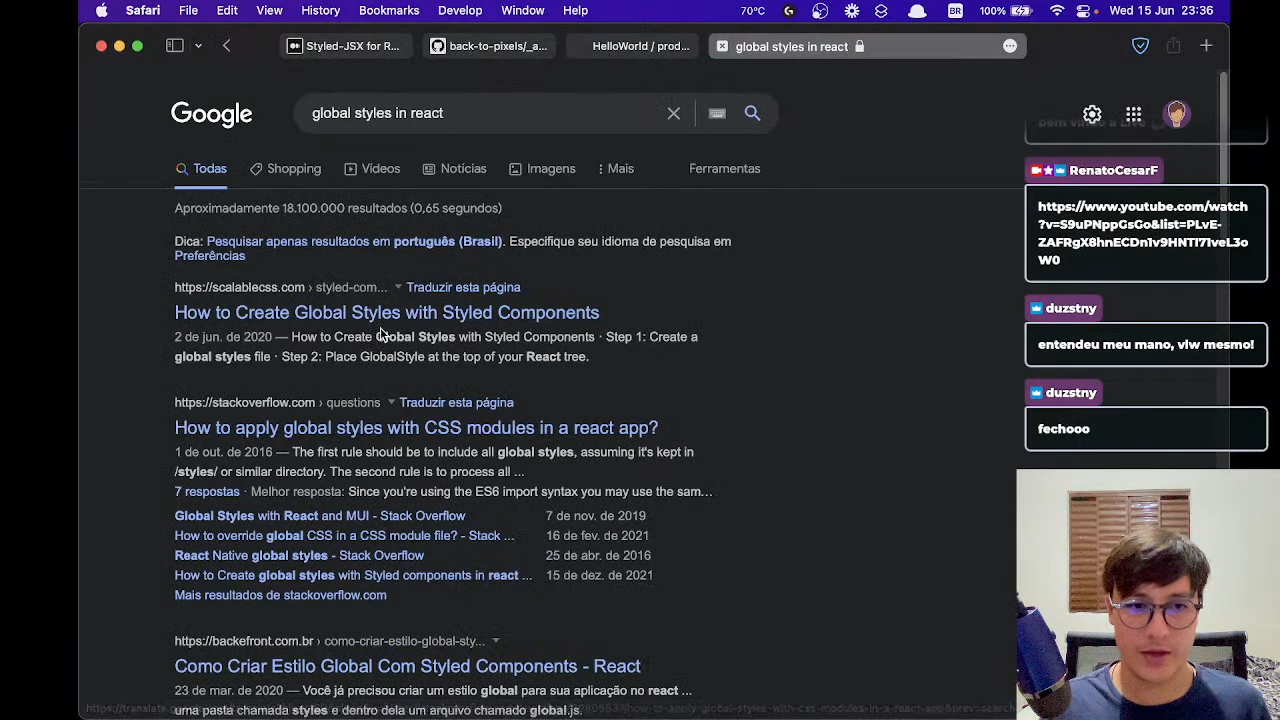 Safari File Edit View History Bookmarks Develop Window Help 70°C BR 100% Wed 15 Jun 23:36
Styled-JSX for R... back-to-pixels/_a... HelloWorld / prod... global styles in react
Google
global styles in react
Todas Shopping Vídeos Notícias Imagens Mais Ferramentas
Aproximadamente 18.100.000 resultados (0,65 segundos)
Dica: Pesquisar apenas resultados em português (Brasil). Especifique seu idioma de pesquisa em
Preferências
https://scalablecss.com › styled-com... Traduzir esta página
How to Create Global Styles with Styled Components
2 de jun. de 2020 — How to Create Global Styles with Styled Components · Step 1: Create a
global styles file · Step 2: Place GlobalStyle at the top of your React tree.
https://stackoverflow.com › questions Traduzir esta página
How to apply global styles with CSS modules in a react app?
1 de out. de 2016 — The first rule should be to include all global styles, assuming it's kept in
/styles/ or similar directory. The second rule is to process all ...
7 respostas · Melhor resposta: Since you're using the ES6 import syntax you may use the sam...
Global Styles with React and MUI - Stack Overflow 7 de nov. de 2019
How to override global CSS in a CSS module file? - Stack ... 16 de fev. de 2021
React Native global styles - Stack Overflow 25 de abr. de 2016
How to Create global styles with Styled components in react ... 15 de dez. de 2021
Mais resultados de stackoverflow.com
https://backefront.com.br › como-criar-estilo-global-sty...
Como Criar Estilo Global Com Styled Components - React
23 de mar. de 2020 — Você já precisou criar um estilo global para sua aplicação no react ...
uma pasta chamada styles e dentro dela um arquivo chamado global.js.
bem vindo a Live
RenatoCesarF
https://www.youtube.com/watch
?v=S9uPNppGsGo&list=PLvE-
ZAFRgX8hnECDn1v9HNTI71veL3o
W0
duzstny
entendeu meu mano, vlw mesmo!
duzstny
fechooo